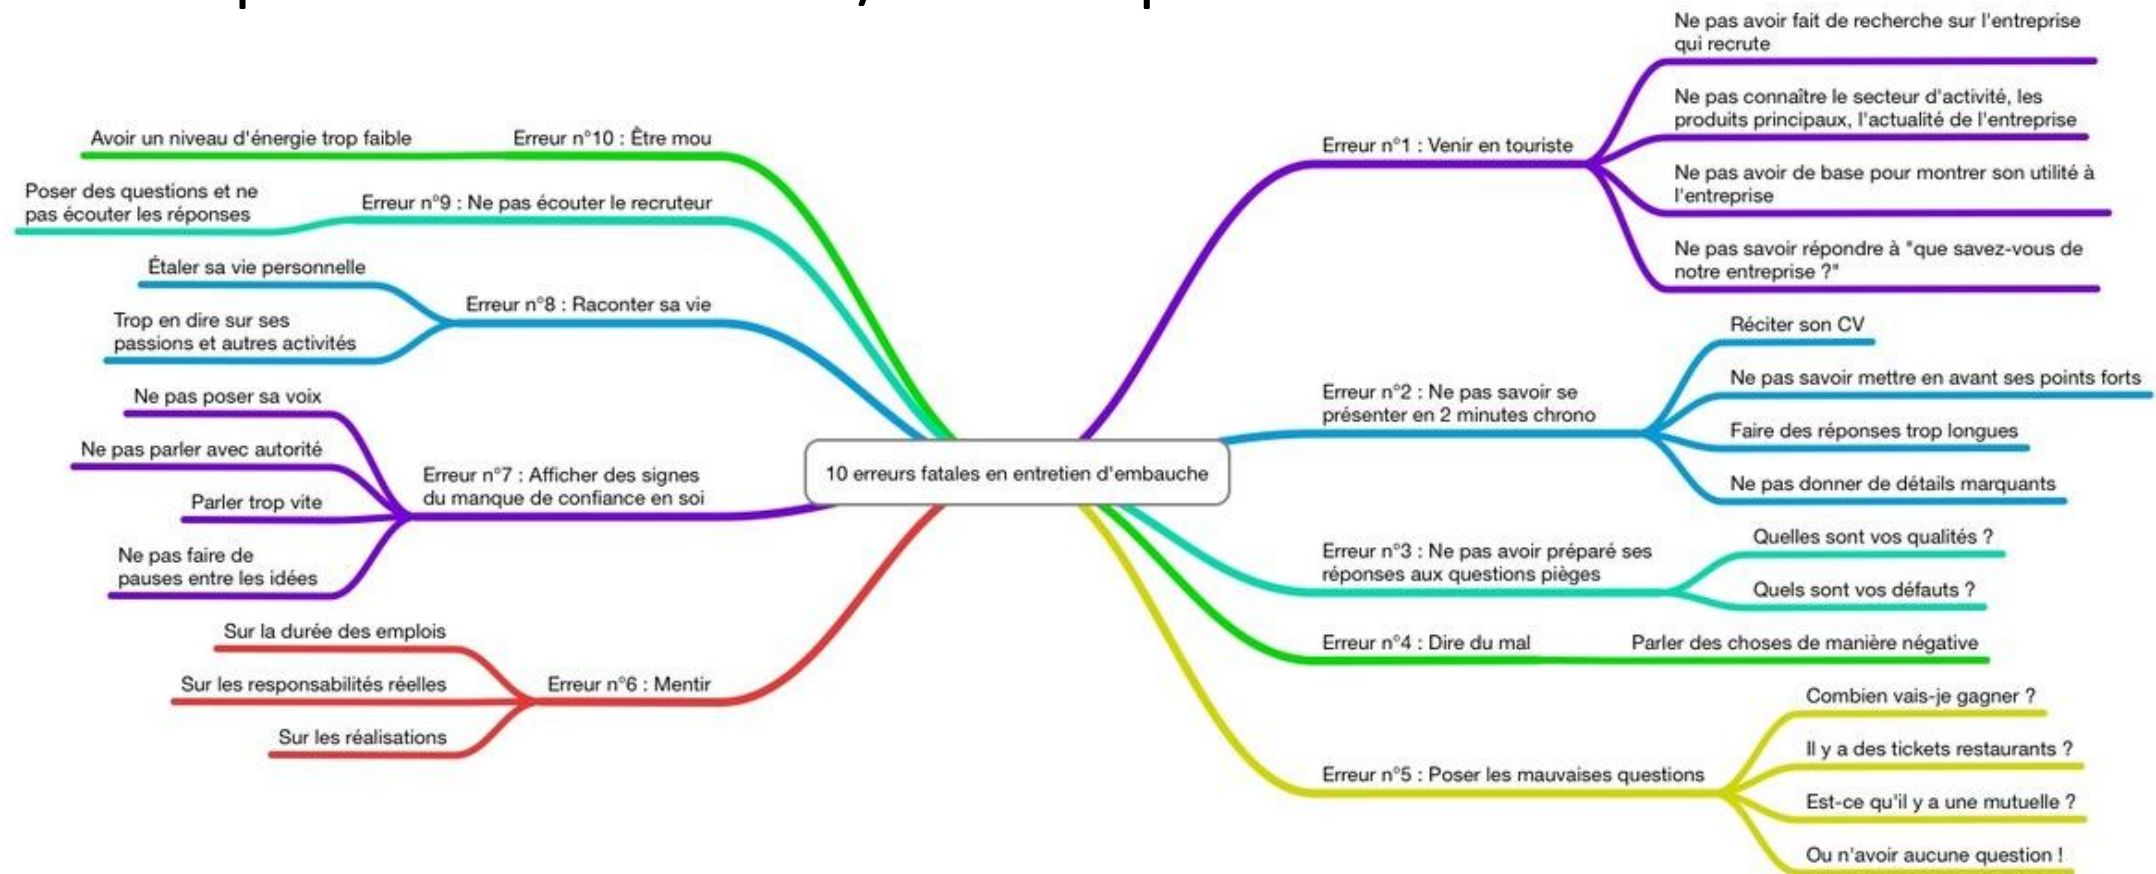 10 erreurs fatales en entretien d'embauche
Erreur n°1 : Venir en touriste
Ne pas avoir fait de recherche sur l'entreprise
qui recrute
Ne pas connaître le secteur d'activité, les
produits principaux, l'actualité de l'entreprise
Ne pas avoir de base pour montrer son utilité à
l'entreprise
Ne pas savoir répondre à "que savez-vous de
notre entreprise ?"
Erreur n°2 : Ne pas savoir se
présenter en 2 minutes chrono
Réciter son CV
Ne pas savoir mettre en avant ses points forts
Faire des réponses trop longues
Ne pas donner de détails marquants
Erreur n°3 : Ne pas avoir préparé ses
réponses aux questions pièges
Quelles sont vos qualités ?
Quels sont vos défauts ?
Erreur n°4 : Dire du mal
Parler des choses de manière négative
Erreur n°5 : Poser les mauvaises questions
Combien vais-je gagner ?
Il y a des tickets restaurants ?
Est-ce qu'il y a une mutuelle ?
Ou n'avoir aucune question !
Erreur n°6 : Mentir
Sur la durée des emplois
Sur les responsabilités réelles
Sur les réalisations
Erreur n°7 : Afficher des signes
du manque de confiance en soi
Ne pas poser sa voix
Ne pas parler avec autorité
Parler trop vite
Ne pas faire de
pauses entre les idées
Erreur n°8 : Raconter sa vie
Étaler sa vie personnelle
Trop en dire sur ses
passions et autres activités
Erreur n°9 : Ne pas écouter le recruteur
Poser des questions et ne
pas écouter les réponses
Erreur n°10 : Être mou
Avoir un niveau d'énergie trop faible